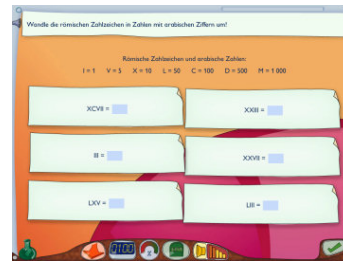 Wandle die römischen Zahlzeichen in Zahlen mit arabischen Ziffern um!
Römische Zahlzeichen und arabische Zahlen:
I = 1 V = 5 X = 10 L = 50 C = 100 D = 500 M = 1 000
XCVII =
XXIII =
III =
XXVII =
LXV =
LIII =